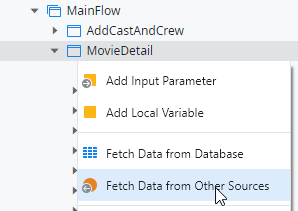 MainFlow
AddCastAndCrew
MovieDetail
Add Input Parameter
Add Local Variable
Fetch Data from Database
Fetch Data from Other Sources